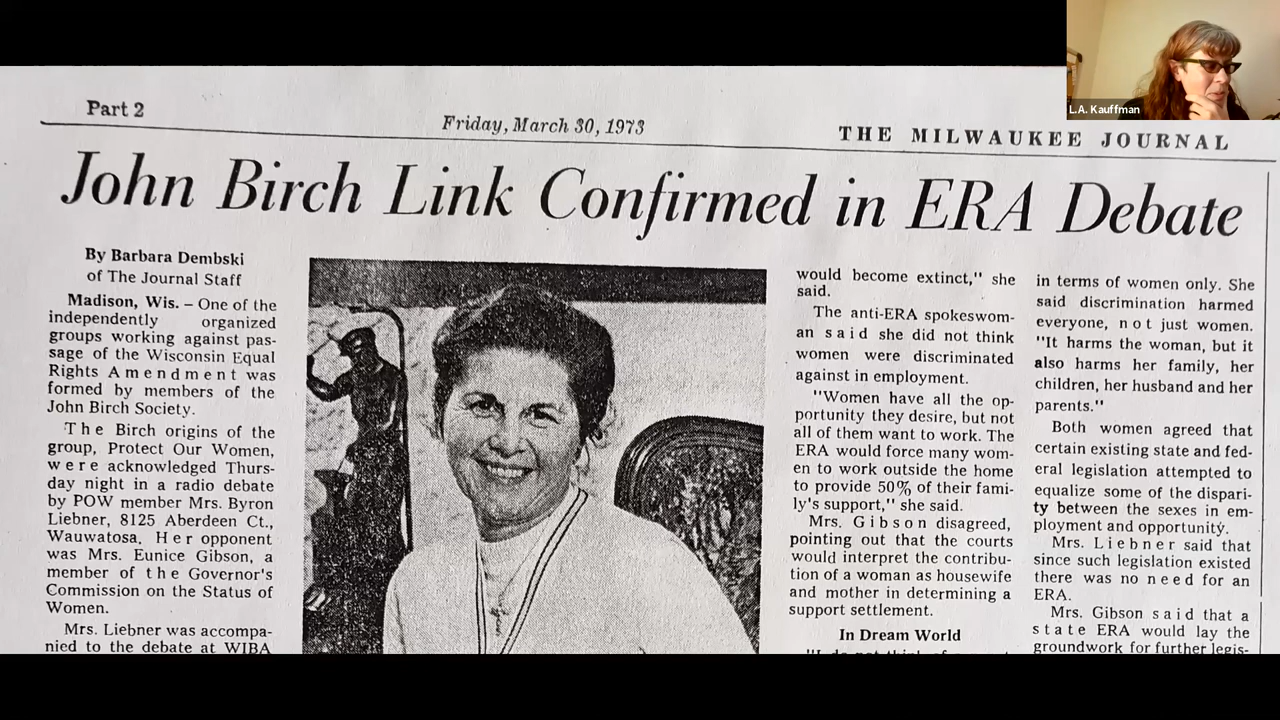 L.A. Kauffman
Part 2
Friday, March 30, 1973
THE MILWAUKEE JOURNAL
John Birch Link Confirmed in ERA Debate
By Barbara Dembski
of The Journal Staff
Madison, Wis. – One of the
independently organized
groups working against pas-
sage of the Wisconsin Equal
Rights Amendment was
formed by members of the
John Birch Society.
The Birch origins of the
group, Protect Our Women,
were acknowledged Thurs-
day night in a radio debate
by POW member Mrs. Byron
Liebner, 8125 Aberdeen Ct.,
Wauwatosa. Her opponent
was Mrs. Eunice Gibson, a
member of the Governor's
Commission on the Status of
Women.
Mrs. Liebner was accompa-
nied to the debate at WIBA
would become extinct," she
said.
The anti-ERA spokeswom-
an said she did not think
women were discriminated
against in employment.
"Women have all the op-
portunity they desire, but not
all of them want to work. The
ERA would force many wom-
en to work outside the home
to provide 50% of their fami-
ly's support," she said.
Mrs. Gibson disagreed,
pointing out that the courts
would interpret the contribu-
tion of a woman as housewife
and mother in determining a
support settlement.
In Dream World
in terms of women only. She
said discrimination harmed
everyone, not just women.
"It harms the woman, but it
also harms her family, her
children, her husband and her
parents."
Both women agreed that
certain existing state and fed-
eral legislation attempted to
equalize some of the dispari-
ty between the sexes in em-
ployment and opportunity.
Mrs. Liebner said that
since such legislation existed
there was no need for an
ERA.
Mrs. Gibson said that a
state ERA would lay the
groundwork for further legis-